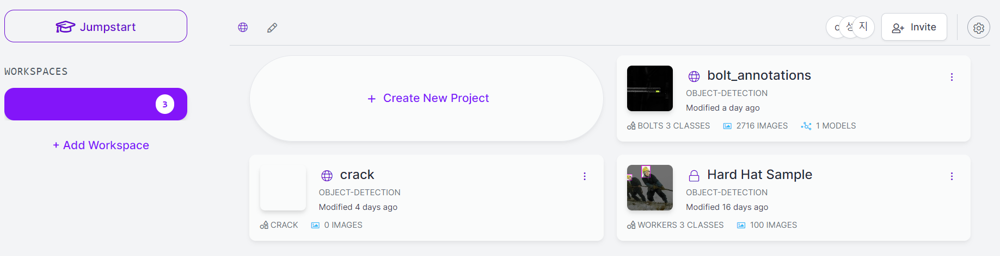 Jumpstart
WORKSPACES
3
+ Add Workspace
성 지
Invite
+ Create New Project
bolt_annotations
OBJECT-DETECTION
Modified a day ago
BOLTS 3 CLASSES 2716 IMAGES 1 MODELS
crack
OBJECT-DETECTION
Modified 4 days ago
CRACK 0 IMAGES
Hard Hat Sample
OBJECT-DETECTION
Modified 16 days ago
WORKERS 3 CLASSES 100 IMAGES